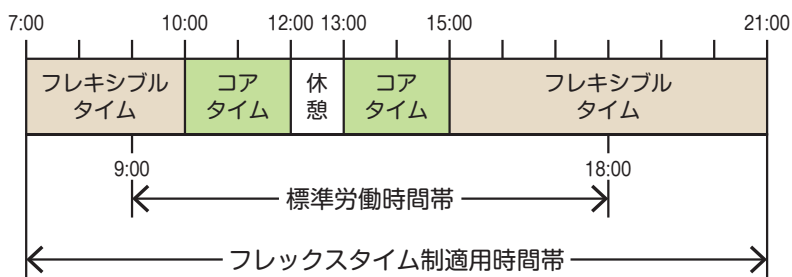 7:00 10:00 12:00 13:00 15:00 21:00
フレキシブル
タイム
コア
タイム
休
憩
コア
タイム
フレキシブル
タイム
9:00 18:00
標準労働時間帯
フレックスタイム制適用時間帯